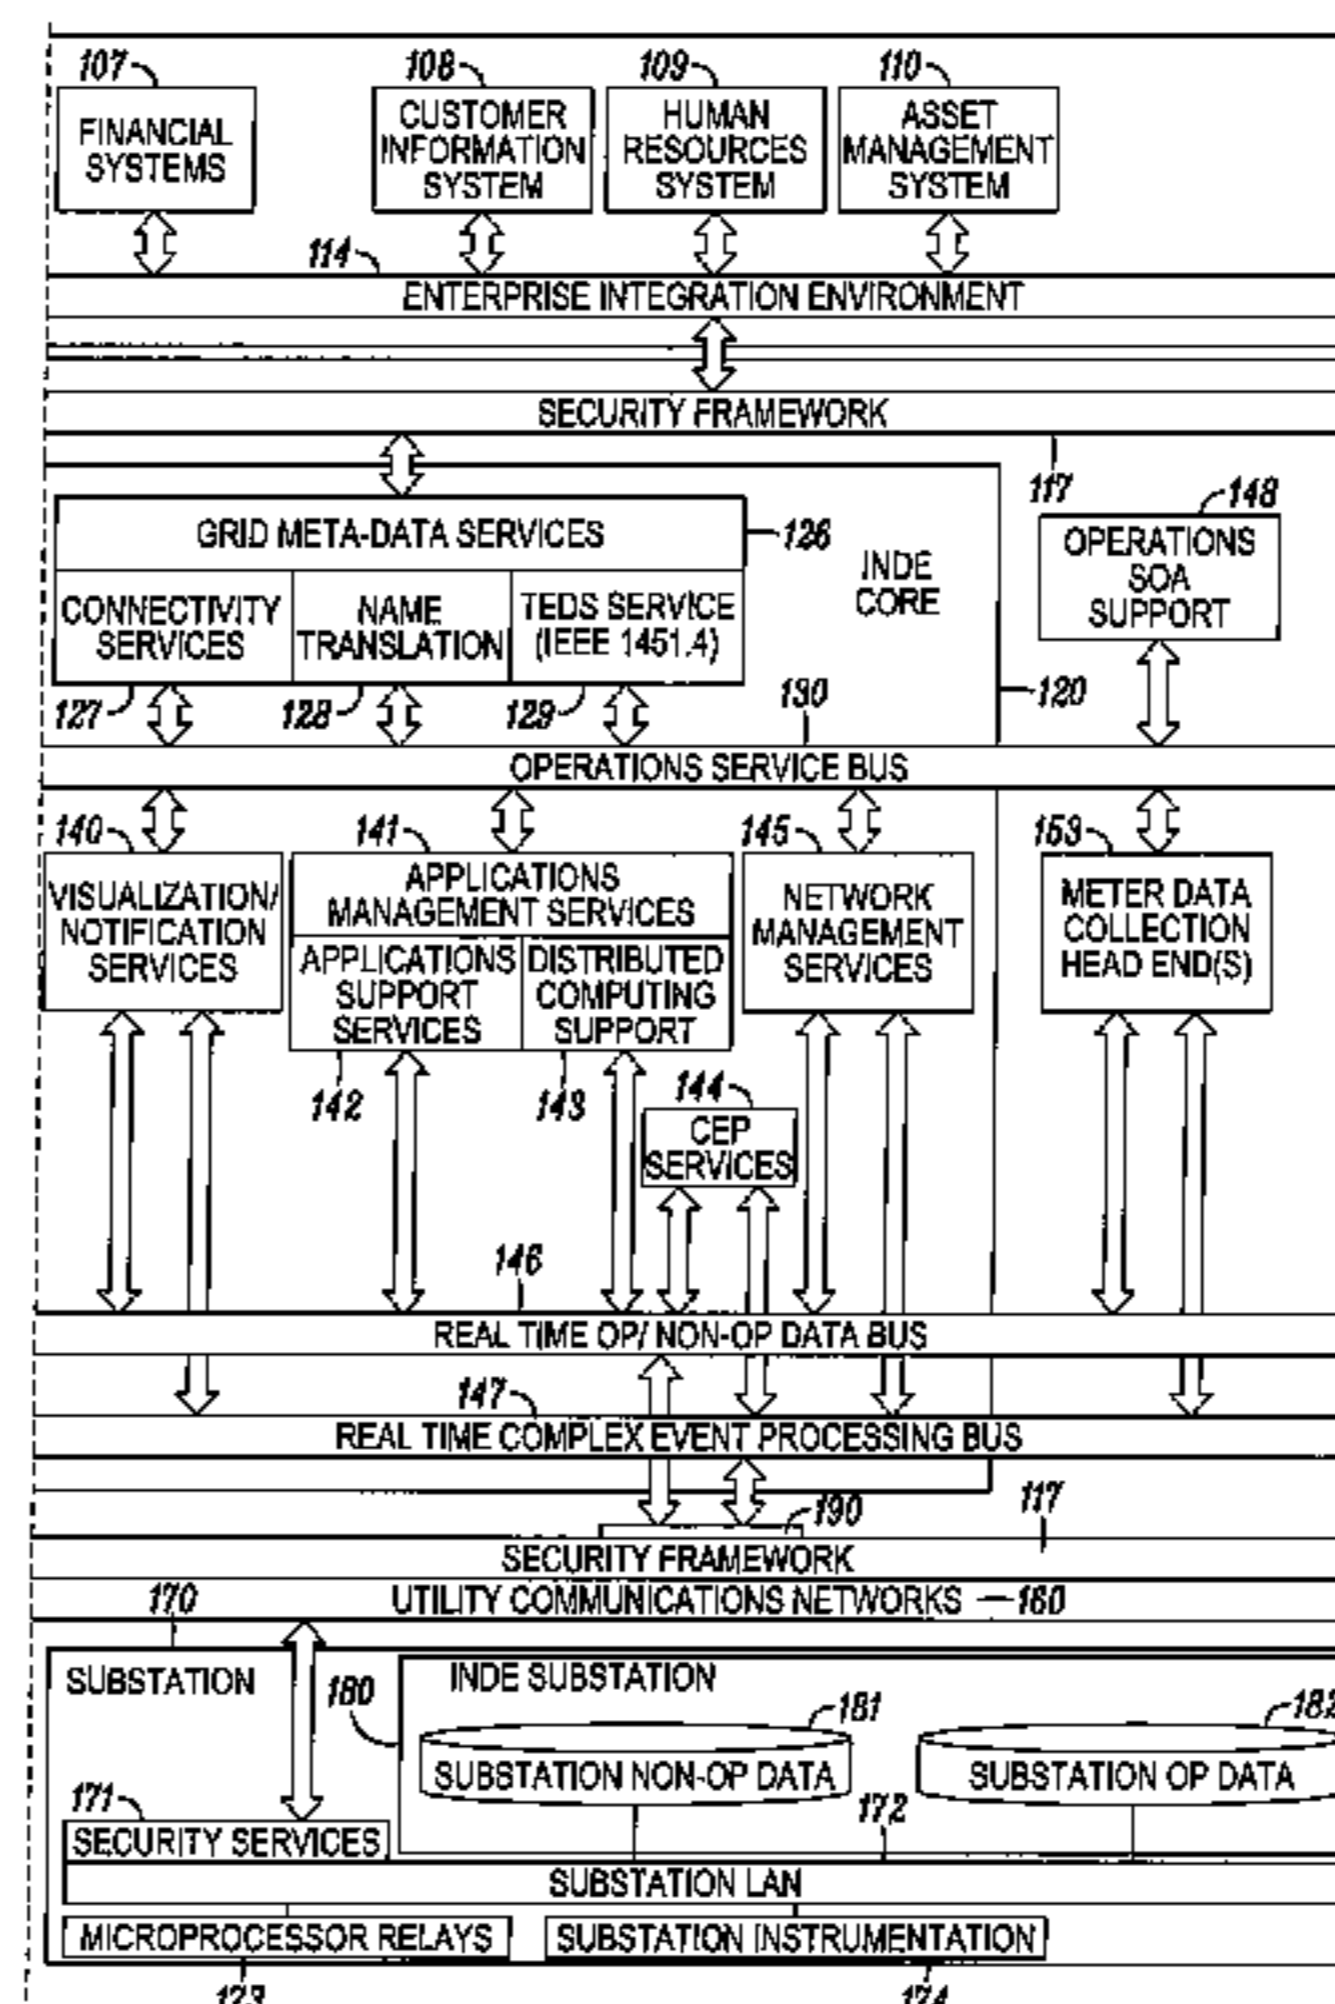 107
108
109
110
FINANCIAL
SYSTEMS
CUSTOMER
INFORMATION
SYSTEM
HUMAN
RESOURCES
SYSTEM
ASSET
MANAGEMENT
SYSTEM
114
ENTERPRISE INTEGRATION ENVIRONMENT
SECURITY FRAMEWORK
117
148
GRID META-DATA SERVICES
126
INDE
CORE
OPERATIONS
SOA
SUPPORT
CONNECTIVITY
SERVICES
NAME
TRANSLATION
TEDS SERVICE
(IEEE 1451.4)
127
128
129
130
120
OPERATIONS SERVICE BUS
140
141
145
153
VISUALIZATION/
NOTIFICATION
SERVICES
APPLICATIONS
MANAGEMENT SERVICES
APPLICATIONS
SUPPORT
SERVICES
DISTRIBUTED
COMPUTING
SUPPORT
NETWORK
MANAGEMENT
SERVICES
METER DATA
COLLECTION
HEAD END(S)
142
143
144
CEP
SERVICES
146
REAL TIME OP/ NON-OP DATA BUS
147
REAL TIME COMPLEX EVENT PROCESSING BUS
190
117
SECURITY FRAMEWORK
UTILITY COMMUNICATIONS NETWORKS
160
170
SUBSTATION
180
INDE SUBSTATION
181
182
SUBSTATION NON-OP DATA
SUBSTATION OP DATA
171
172
SECURITY SERVICES
SUBSTATION LAN
MICROPROCESSOR RELAYS
SUBSTATION INSTRUMENTATION